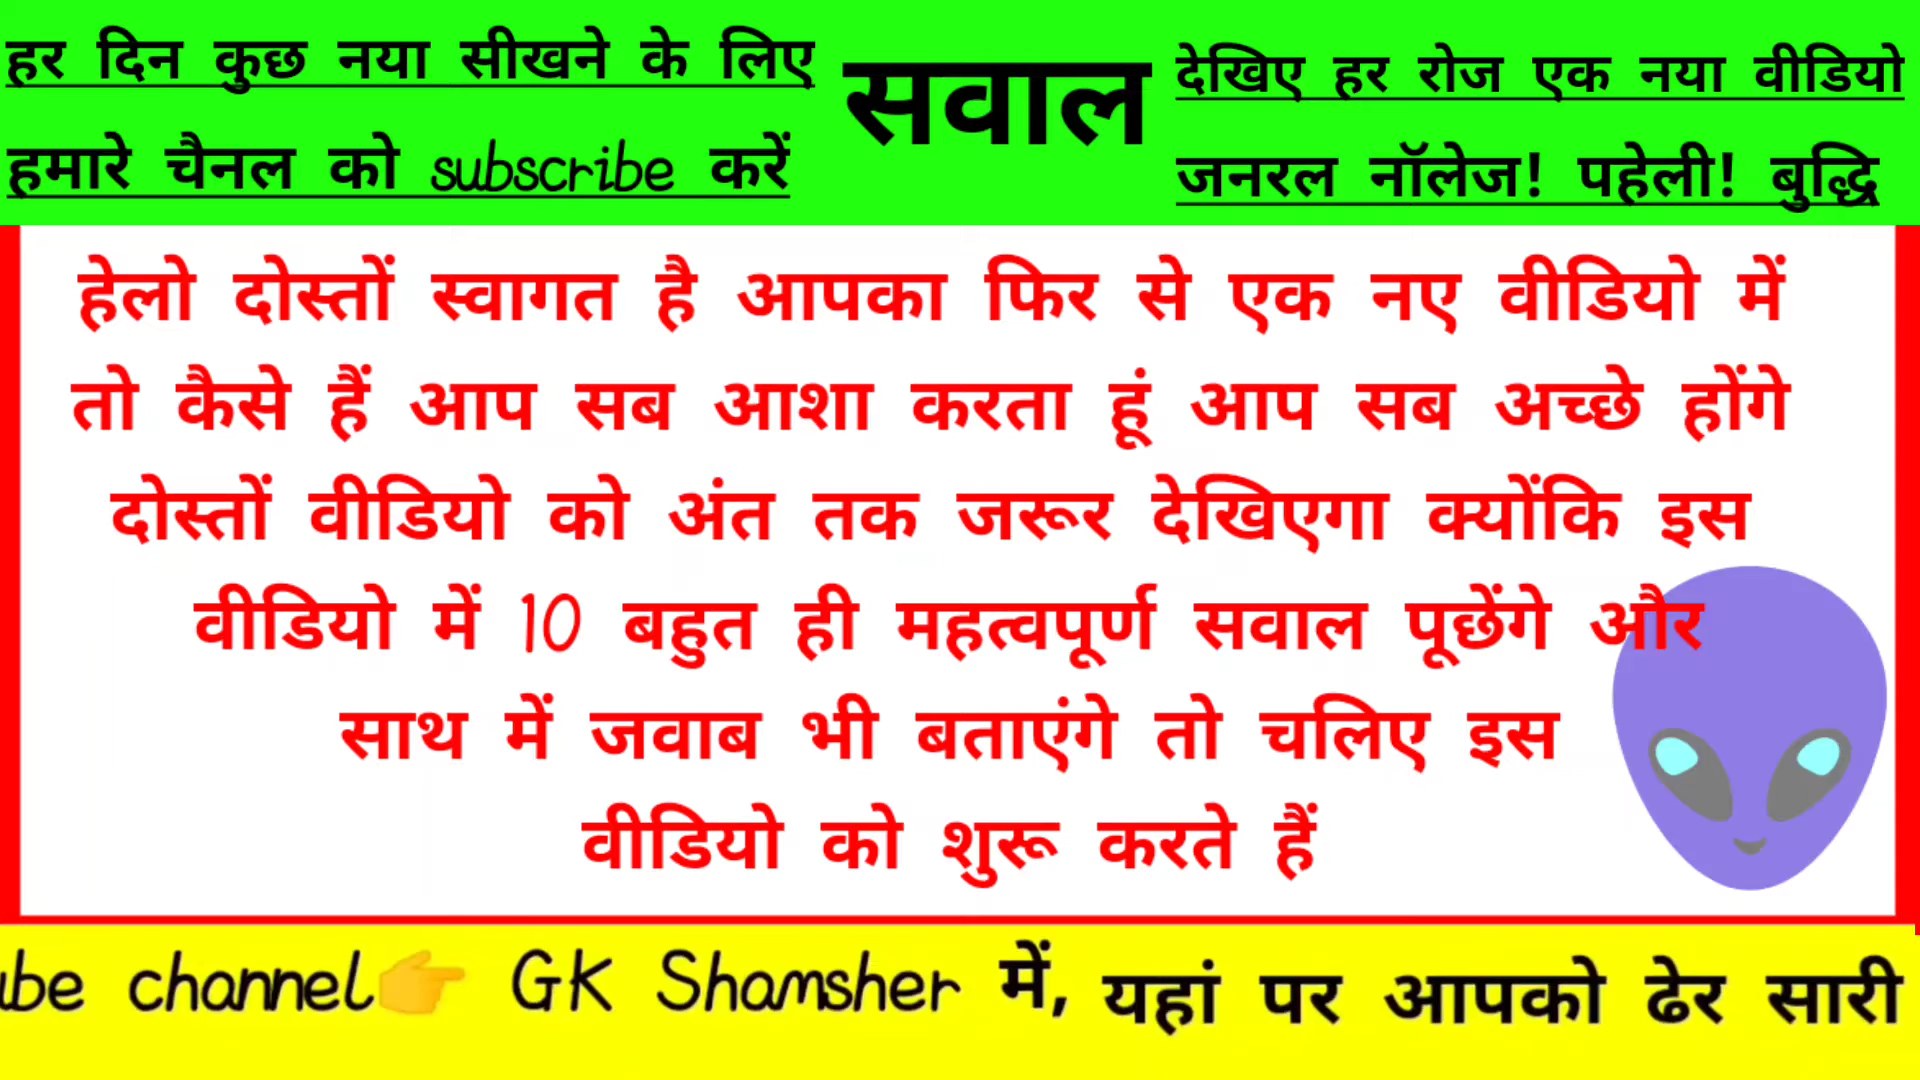 हर दिन कुछ नया सीखने के लिए
हमारे चैनल को subscribe करें
सवाल
देखिए हर रोज एक नया वीडियो
जनरल नॉलेज! पहेली! बुद्धि
हेलो दोस्तों स्वागत है आपका फिर से एक नए वीडियो में
तो कैसे हैं आप सब आशा करता हूं आप सब अच्छे होंगे
दोस्तों वीडियो को अंत तक जरूर देखिएगा क्योंकि इस
वीडियो में 10 बहुत ही महत्वपूर्ण सवाल पूछेंगे और
साथ में जवाब भी बताएंगे तो चलिए इस
वीडियो को शुरू करते हैं
ube channel👉 GK Shamsher में, यहां पर आपको ढेर सारी